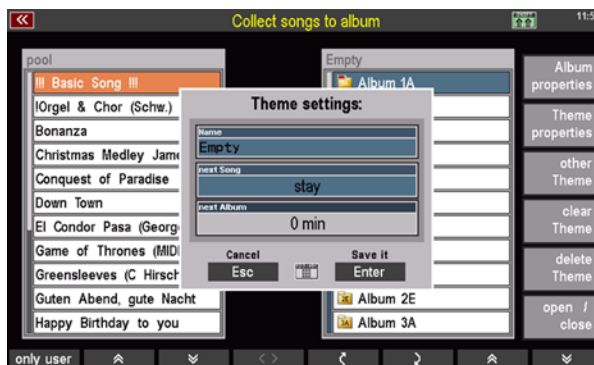 Collect songs to album
11:5
pool
!!! Basic Song !!!
!Orgel & Chor (Schw.)
Bonanza
Christmas Medley Jame
Conquest of Paradise
Down Town
El Condor Pasa (Georg
Game of Thrones (MIDI
Greensleeves (C Hirsch
Guten Abend, gute Nacht
Happy Birthday to you
Empty
Album 1A
Album 2E
Album 3A
Theme settings:
Name
Empty
next Song
stay
next Album
0 min
Cancel
Save it
Esc
Enter
Album
properties
Theme
properties
other
Theme
clear
Theme
delete
Theme
open /
close
only user